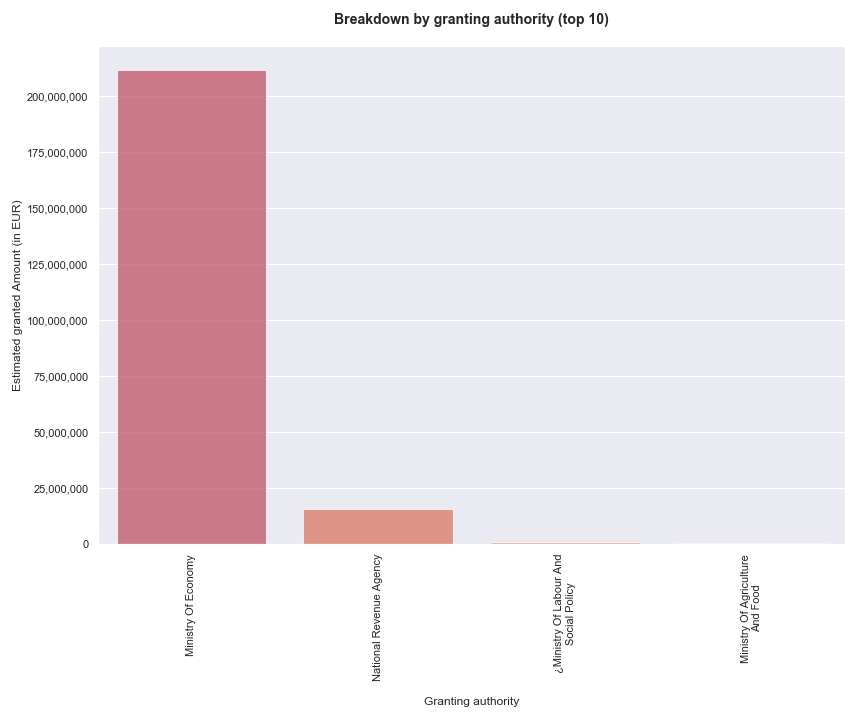 Breakdown by granting authority (top 10)
Estimated granted Amount (in EUR)
200,000,000
175,000,000
150,000,000
125,000,000
100,000,000
75,000,000
50,000,000
25,000,000
0
Ministry Of Economy
National Revenue Agency
¿Ministry Of Labour And
Social Policy
Ministry Of Agriculture
And Food
Granting authority